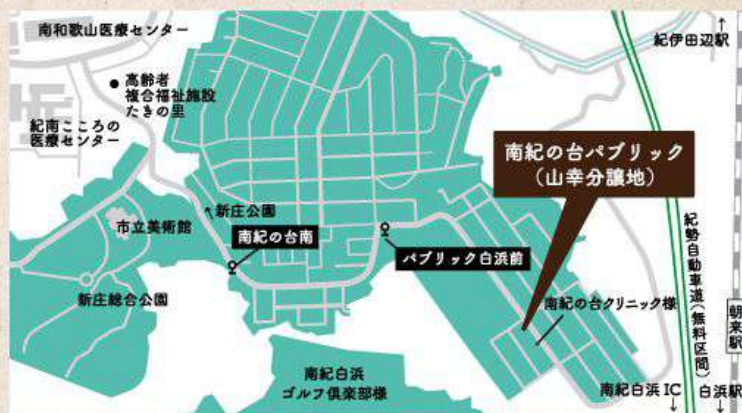 南和歌山医療センター
高齢者
複合福祉施設
たきの里
紀南こころの
医療センター
紀伊田辺駅
↑
南紀の台パブリック
（山幸分譲地）
新庄公園
市立美術館
南紀の台南
パブリック白浜前
新庄総合公園
南紀の台クリニック様
紀勢自動車道（無料区間）
朝来駅
南紀白浜
ゴルフ倶楽部様
南紀白浜 IC
↓
白浜駅
↓